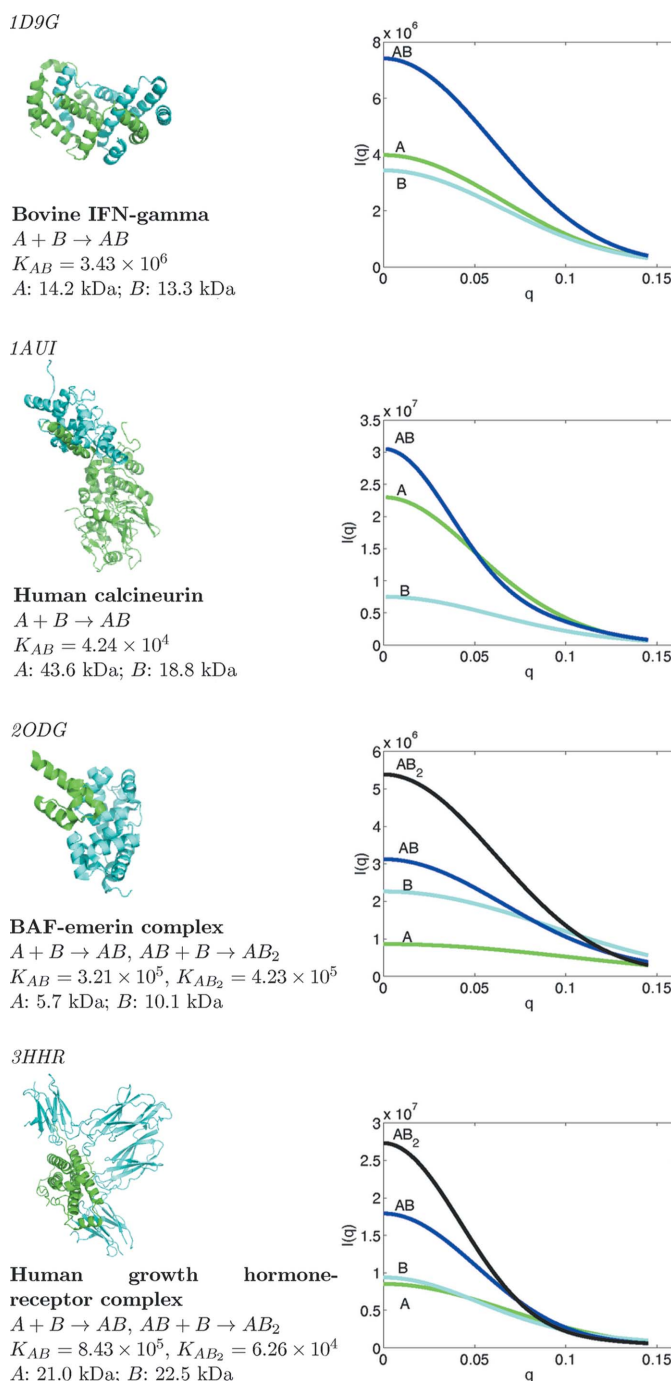 1D9G
Bovine IFN-gamma
A + B → AB
K_AB = 3.43 × 10^6
A: 14.2 kDa; B: 13.3 kDa
x 10^6
8
6
4
2
0
I(q)
AB
A
B
0 0.05 0.1 0.15
q
1AUI
Human calcineurin
A + B → AB
K_AB = 4.24 × 10^4
A: 43.6 kDa; B: 18.8 kDa
x 10^7
3.5
3
2.5
2
1.5
1
0.5
0
I(q)
AB
A
B
0 0.05 0.1 0.15
q
2ODG
BAF-emerin complex
A + B → AB, AB + B → AB_2
K_AB = 3.21 × 10^5, K_AB_2 = 4.23 × 10^5
A: 5.7 kDa; B: 10.1 kDa
x 10^6
6
5
4
3
2
1
0
I(q)
AB_2
AB
B
A
0 0.05 0.1 0.15
q
3HHR
Human growth hormone-
receptor complex
A + B → AB, AB + B → AB_2
K_AB = 8.43 × 10^5, K_AB_2 = 6.26 × 10^4
A: 21.0 kDa; B: 22.5 kDa
x 10^7
3
2.5
2
1.5
1
0.5
0
I(q)
AB_2
AB
B
A
0 0.05 0.1 0.15
q